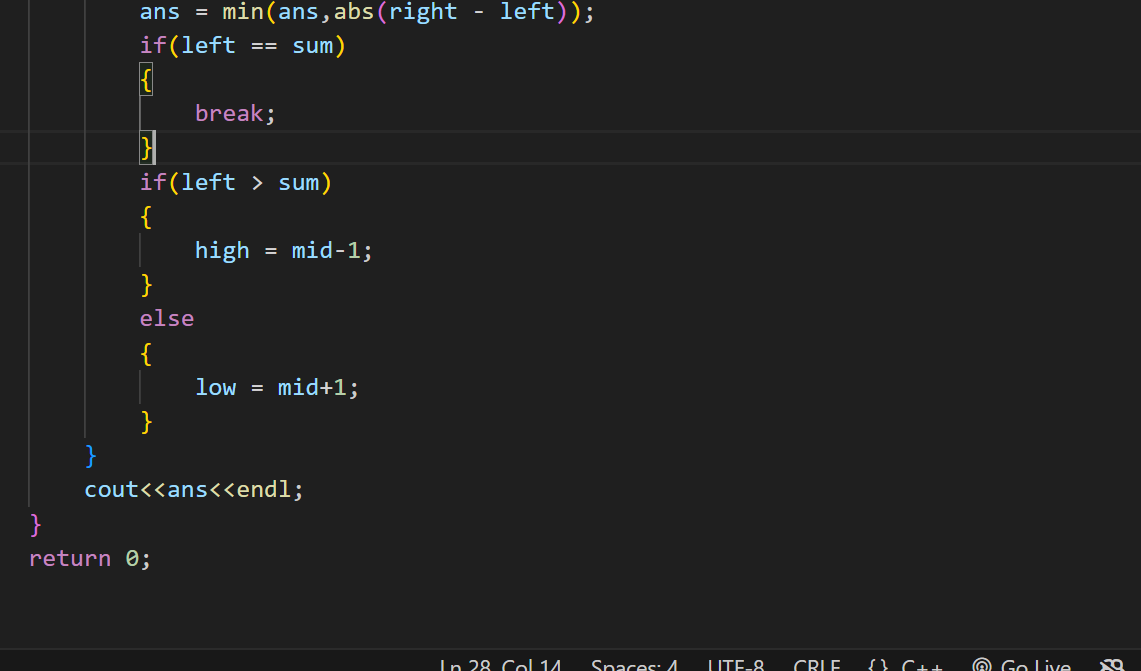 ans = min(ans,abs(right - left));
if(left == sum)
{
break;
}
if(left > sum)
{
high = mid-1;
}
else
{
low = mid+1;
}
}
cout<<ans<<endl;
}
return 0;
Ln 28, Col 14 Spaces: 4 UTF-8 CRLF {} C++ Go Live